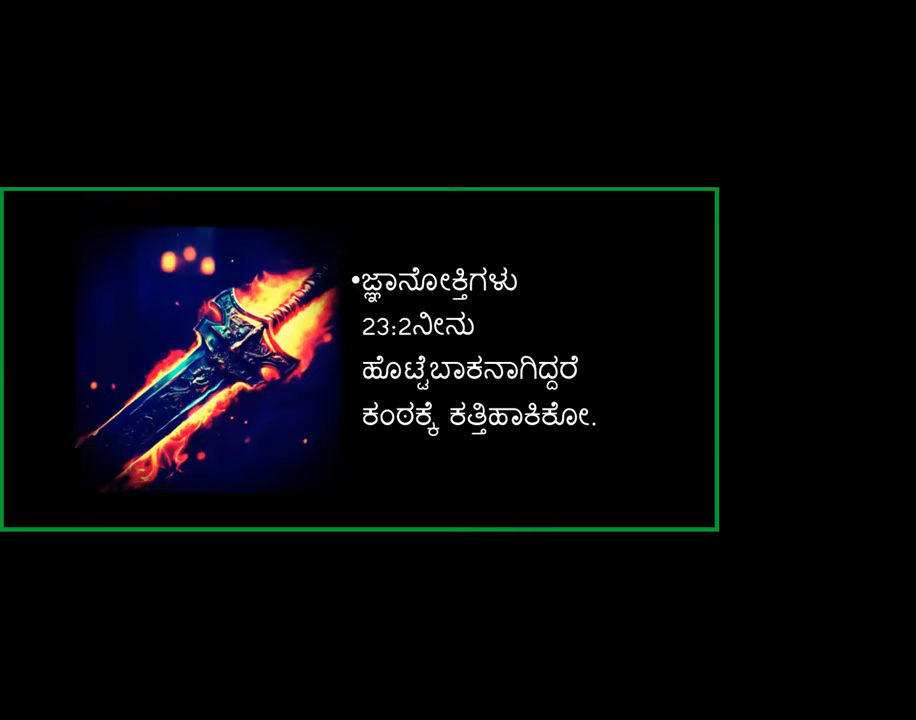 •ಜ್ಞಾನೋಕ್ತಿಗಳು
23:2ನೀನು
ಹೊಟ್ಟೆಬಾಕನಾಗಿದ್ದರೆ
ಕಂಠಕ್ಕೆ ಕತ್ತಿಹಾಕಿಕೋ.